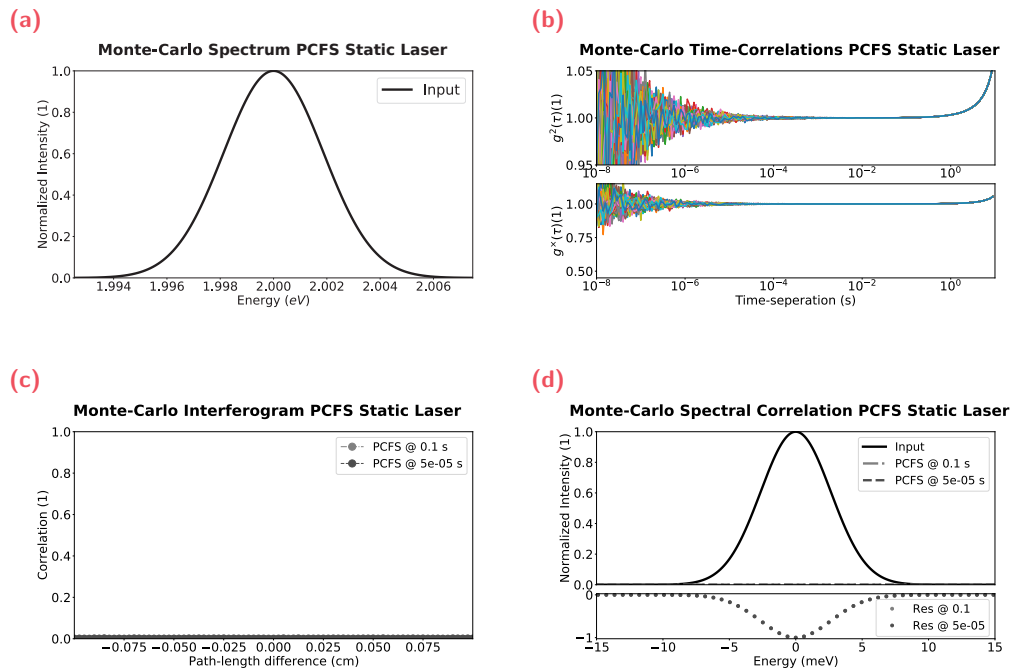 (a)
Monte-Carlo Spectrum PCFS Static Laser
1.0
0.8
0.6
0.4
0.2
0.0
Normalized Intensity (1)
Input
1.994 1.996 1.998 2.000 2.002 2.004 2.006
Energy (eV)
(b)
Monte-Carlo Time-Correlations PCFS Static Laser
1.05
1.00
0.95
g²(τ)(1)
10⁻⁸ 10⁻⁶ 10⁻⁴ 10⁻² 10⁰
1.00
0.75
0.50
gˣ(τ)(1)
10⁻⁸ 10⁻⁶ 10⁻⁴ 10⁻² 10⁰
Time-seperation (s)
(c)
Monte-Carlo Interferogram PCFS Static Laser
1.0
0.8
0.6
0.4
0.2
0.0
Correlation (1)
PCFS @ 0.1 s
PCFS @ 5e-05 s
−0.075 −0.050 −0.025 0.000 0.025 0.050 0.075
Path-length difference (cm)
(d)
Monte-Carlo Spectral Correlation PCFS Static Laser
1.0
0.8
0.6
0.4
0.2
0.0
Normalized Intensity (1)
Input
PCFS @ 0.1 s
PCFS @ 5e-05 s
0
−1
Res @ 0.1
Res @ 5e-05
−15 −10 −5 0 5 10 15
Energy (meV)